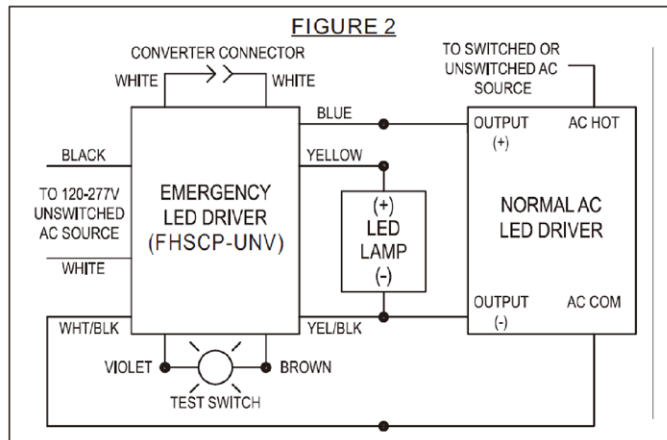 FIGURE 2
CONVERTER CONNECTOR
WHITE
WHITE
TO SWITCHED OR
UNSWITCHED AC
SOURCE
BLUE
OUTPUT
(+)
AC HOT
BLACK
YELLOW
TO 120-277V
UNSWITCHED
AC SOURCE
EMERGENCY
LED DRIVER
(FHSCP-UNV)
(+)
LED
LAMP
(-)
NORMAL AC
LED DRIVER
WHITE
OUTPUT
(-)
AC COM
WHT/BLK
YEL/BLK
VIOLET
BROWN
TEST SWITCH